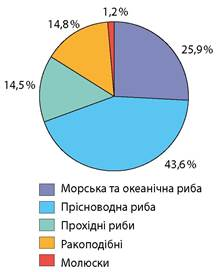 1,2%
14,8%
25,9%
14,5%
43,6%
Морська та океанічна риба
Прісноводна риба
Прохідні риби
Ракоподібні
Молюски